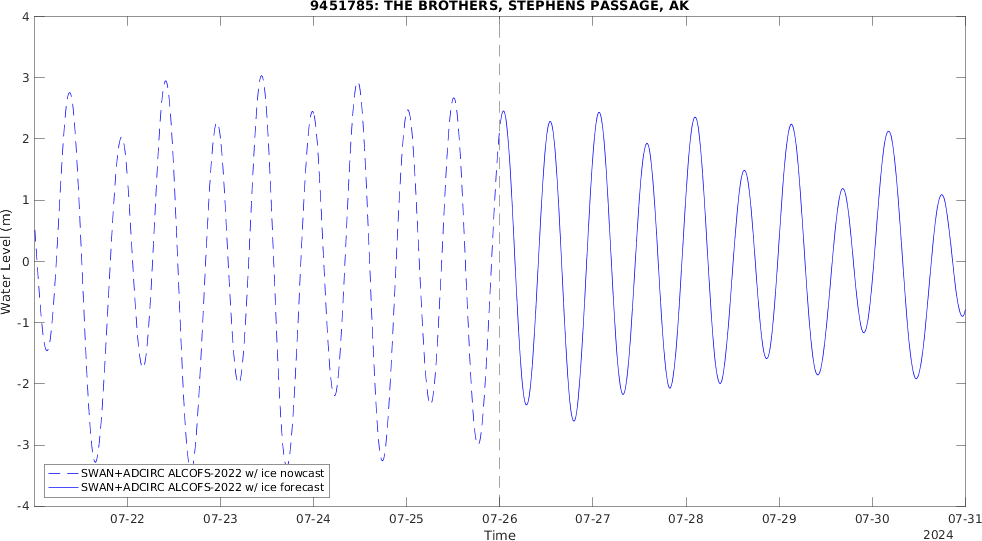 9451785: THE BROTHERS, STEPHENS PASSAGE, AK
4
3
2
1
0
-1
-2
-3
-4
Water Level (m)
SWAN+ADCIRC ALCOFS-2022 w/ ice nowcast
SWAN+ADCIRC ALCOFS-2022 w/ ice forecast
07-22 07-23 07-24 07-25 07-26 07-27 07-28 07-29 07-30 07-31
Time
2024